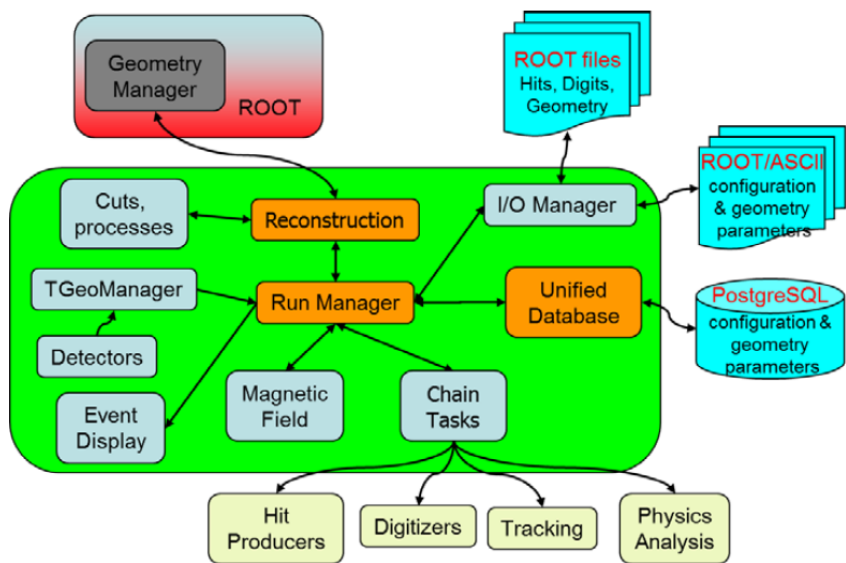 Geometry
Manager
ROOT
ROOT files
Hits, Digits,
Geometry
ROOT/ASCII
configuration
& geometry
parameters
Cuts,
processes
Reconstruction
I/O Manager
TGeoManager
Run Manager
Unified
Database
PostgreSQL
configuration &
geometry
parameters
Detectors
Event
Display
Magnetic
Field
Chain
Tasks
Hit
Producers
Digitizers
Tracking
Physics
Analysis